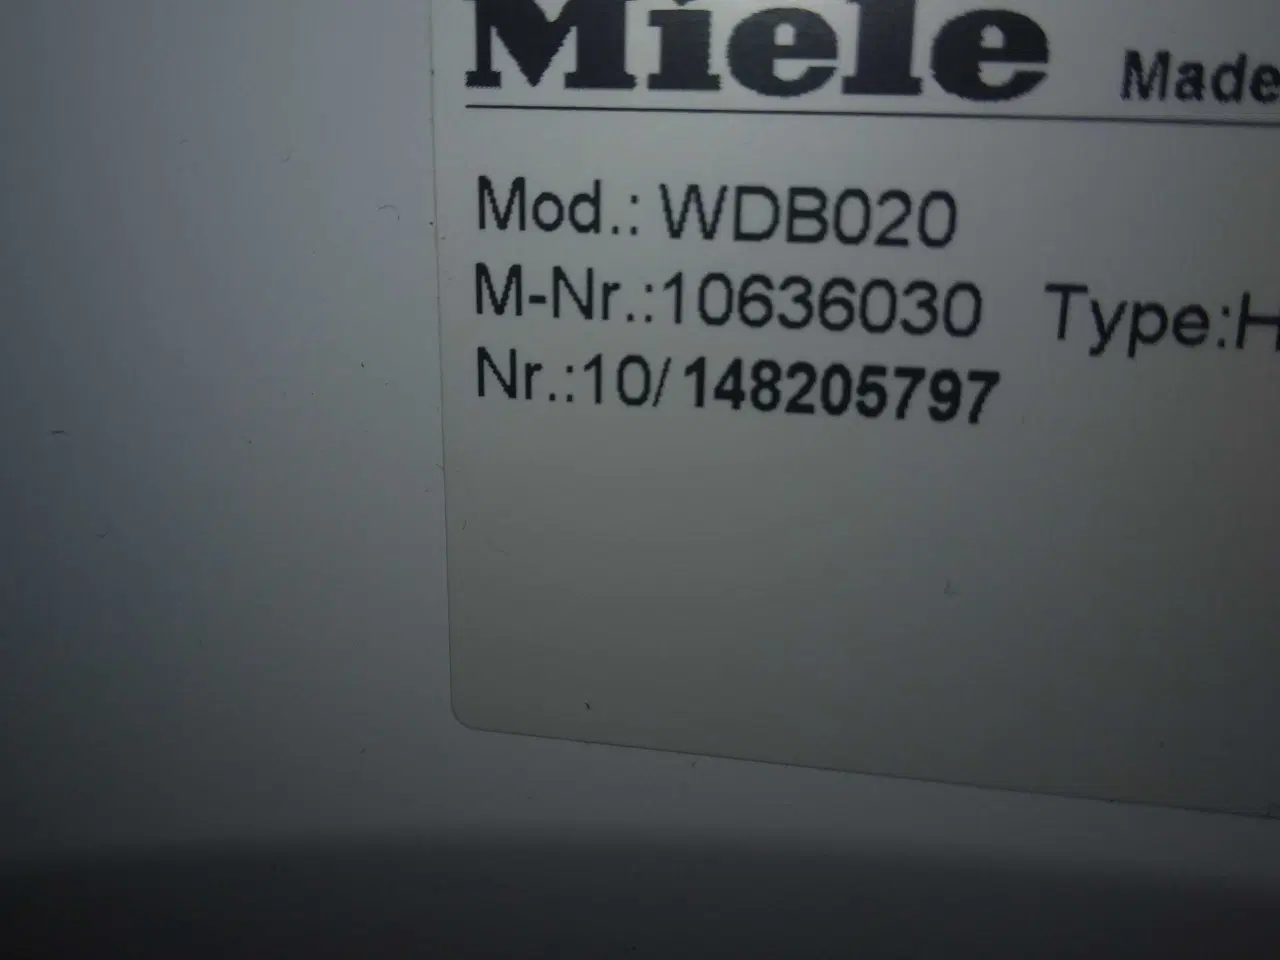 Miele Made
Mod.: WDB020
M-Nr.:10636030 Type:H
Nr.:10/148205797